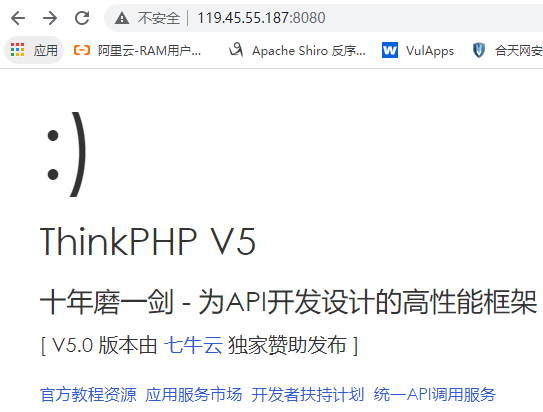 不安全 | 119.45.55.187:8080
应用 阿里云-RAM用户... Apache Shiro 反序... VulApps 合天网安
:)
ThinkPHP V5
十年磨一剑 - 为API开发设计的高性能框架
[ V5.0 版本由 七牛云 独家赞助发布 ]
官方教程资源 应用服务市场 开发者扶持计划 统一API调用服务